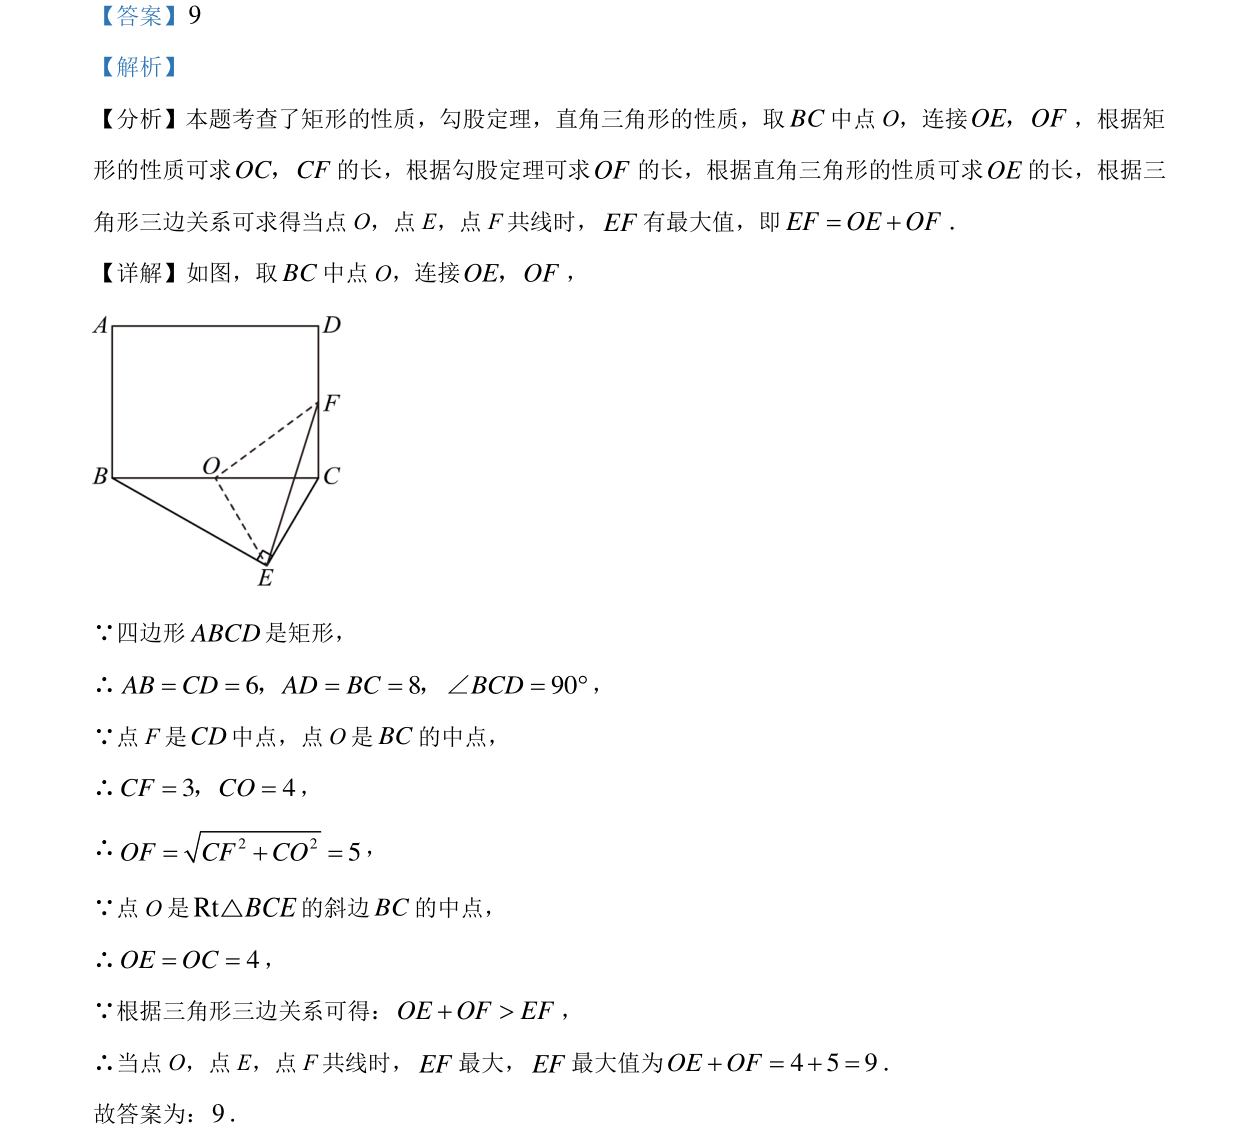 【答案】9
【解析】
【分析】本题考查了矩形的性质，勾股定理，直角三角形的性质，取BC中点O，连接OE，OF，根据矩
形的性质可求OC，CF的长，根据勾股定理可求OF的长，根据直角三角形的性质可求OE的长，根据三
角形三边关系可求得当点O，点E，点F共线时，EF有最大值，即EF=OE+OF．
【详解】如图，取BC中点O，连接OE，OF，
A D
F
O
B C
E
∵四边形ABCD是矩形，
∴AB=CD=6，AD=BC=8，∠BCD=90°，
∵点F是CD中点，点O是BC的中点，
∴CF=3，CO=4，
∴OF=√(CF²+CO²)=5，
∵点O是Rt△BCE的斜边BC的中点，
∴OE=OC=4，
∵根据三角形三边关系可得：OE+OF>EF，
∴当点O，点E，点F共线时，EF最大，EF最大值为OE+OF=4+5=9．
故答案为：9．